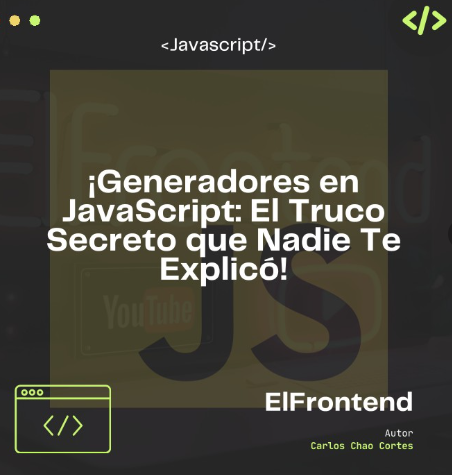 </>
<Javascript/>
¡Generadores en
JavaScript: El Truco
Secreto que Nadie Te
Explicó!
YouTube
JS
</>
ElFrontend
Autor
Carlos Chao Cortes